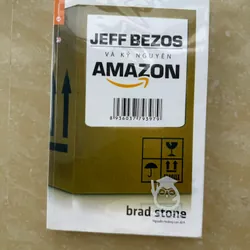 JEFF BEZOS
VÀ KỶ NGUYÊN
AMAZON
brad stone